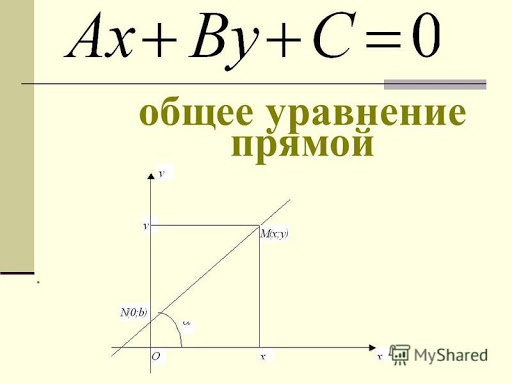 Ax + By + C = 0
общее уравнение
прямой
y
y
M(x;y)
N(0;b)
O
x
x
MyShared